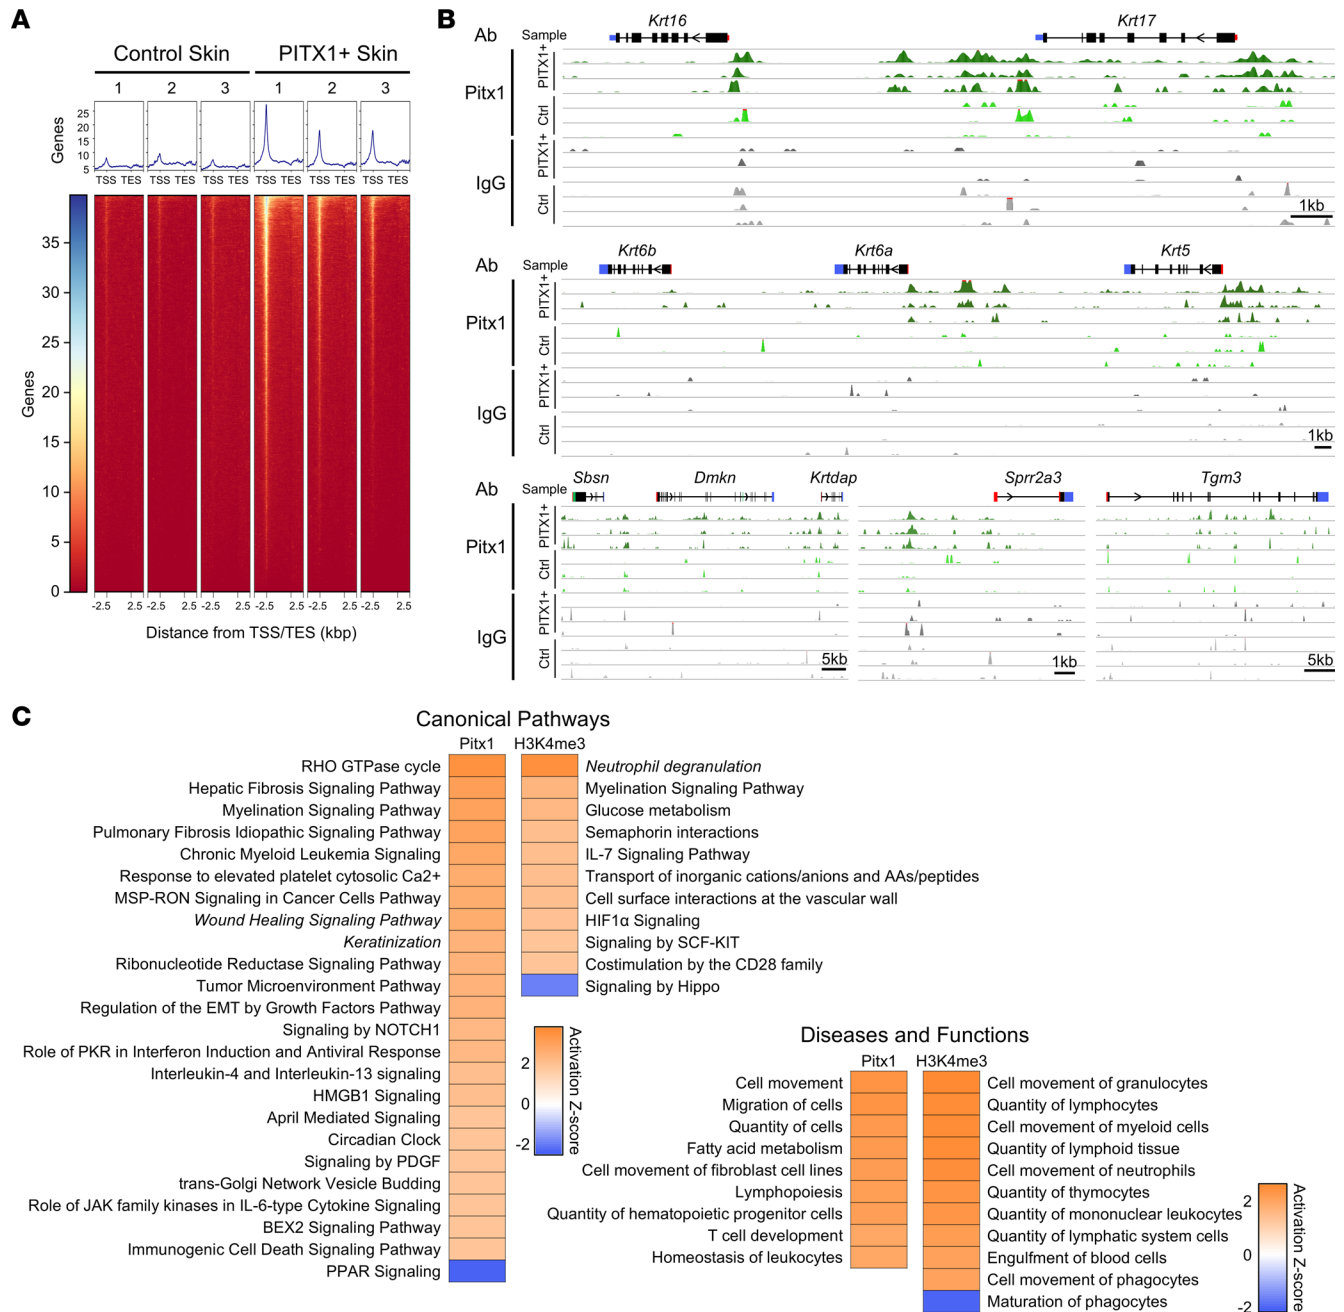 A
Control Skin
PITX1+ Skin
1
2
3
1
2
3
Genes
25
20
15
10
5
TSS TES
TSS TES
TSS TES
TSS TES
TSS TES
TSS TES
Genes
35
30
25
20
15
10
5
0
-2.5 2.5
-2.5 2.5
-2.5 2.5
-2.5 2.5
-2.5 2.5
-2.5 2.5
Distance from TSS/TES (kbp)
B
Ab
Sample
Krt16
Krt17
Pitx1
PITX1+
Ctrl
IgG
PITX1+
Ctrl
1kb
Ab
Sample
Krt6b
Krt6a
Krt5
Pitx1
PITX1+
Ctrl
IgG
PITX1+
Ctrl
1kb
Ab
Sample
Sbsn
Dmkn
Krtdap
Sprr2a3
Tgm3
Pitx1
PITX1+
Ctrl
IgG
PITX1+
Ctrl
5kb
1kb
5kb
C
Canonical Pathways
Pitx1
H3K4me3
RHO GTPase cycle
Hepatic Fibrosis Signaling Pathway
Myelination Signaling Pathway
Pulmonary Fibrosis Idiopathic Signaling Pathway
Chronic Myeloid Leukemia Signaling
Response to elevated platelet cytosolic Ca2+
MSP-RON Signaling in Cancer Cells Pathway
Wound Healing Signaling Pathway
Keratinization
Ribonucleotide Reductase Signaling Pathway
Tumor Microenvironment Pathway
Regulation of the EMT by Growth Factors Pathway
Signaling by NOTCH1
Role of PKR in Interferon Induction and Antiviral Response
Interleukin-4 and Interleukin-13 signaling
HMGB1 Signaling
April Mediated Signaling
Circadian Clock
Signaling by PDGF
trans-Golgi Network Vesicle Budding
Role of JAK family kinases in IL-6-type Cytokine Signaling
BEX2 Signaling Pathway
Immunogenic Cell Death Signaling Pathway
PPAR Signaling
Neutrophil degranulation
Myelination Signaling Pathway
Glucose metabolism
Semaphorin interactions
IL-7 Signaling Pathway
Transport of inorganic cations/anions and AAs/peptides
Cell surface interactions at the vascular wall
HIF1α Signaling
Signaling by SCF-KIT
Costimulation by the CD28 family
Signaling by Hippo
2
0
-2
Activation Z-score
Diseases and Functions
Pitx1
H3K4me3
Cell movement
Migration of cells
Quantity of cells
Fatty acid metabolism
Cell movement of fibroblast cell lines
Lymphopoiesis
Quantity of hematopoietic progenitor cells
T cell development
Homeostasis of leukocytes
Cell movement of granulocytes
Quantity of lymphocytes
Cell movement of myeloid cells
Quantity of lymphoid tissue
Cell movement of neutrophils
Quantity of thymocytes
Quantity of mononuclear leukocytes
Quantity of lymphatic system cells
Engulfment of blood cells
Cell movement of phagocytes
Maturation of phagocytes
2
0
-2
Activation Z-score